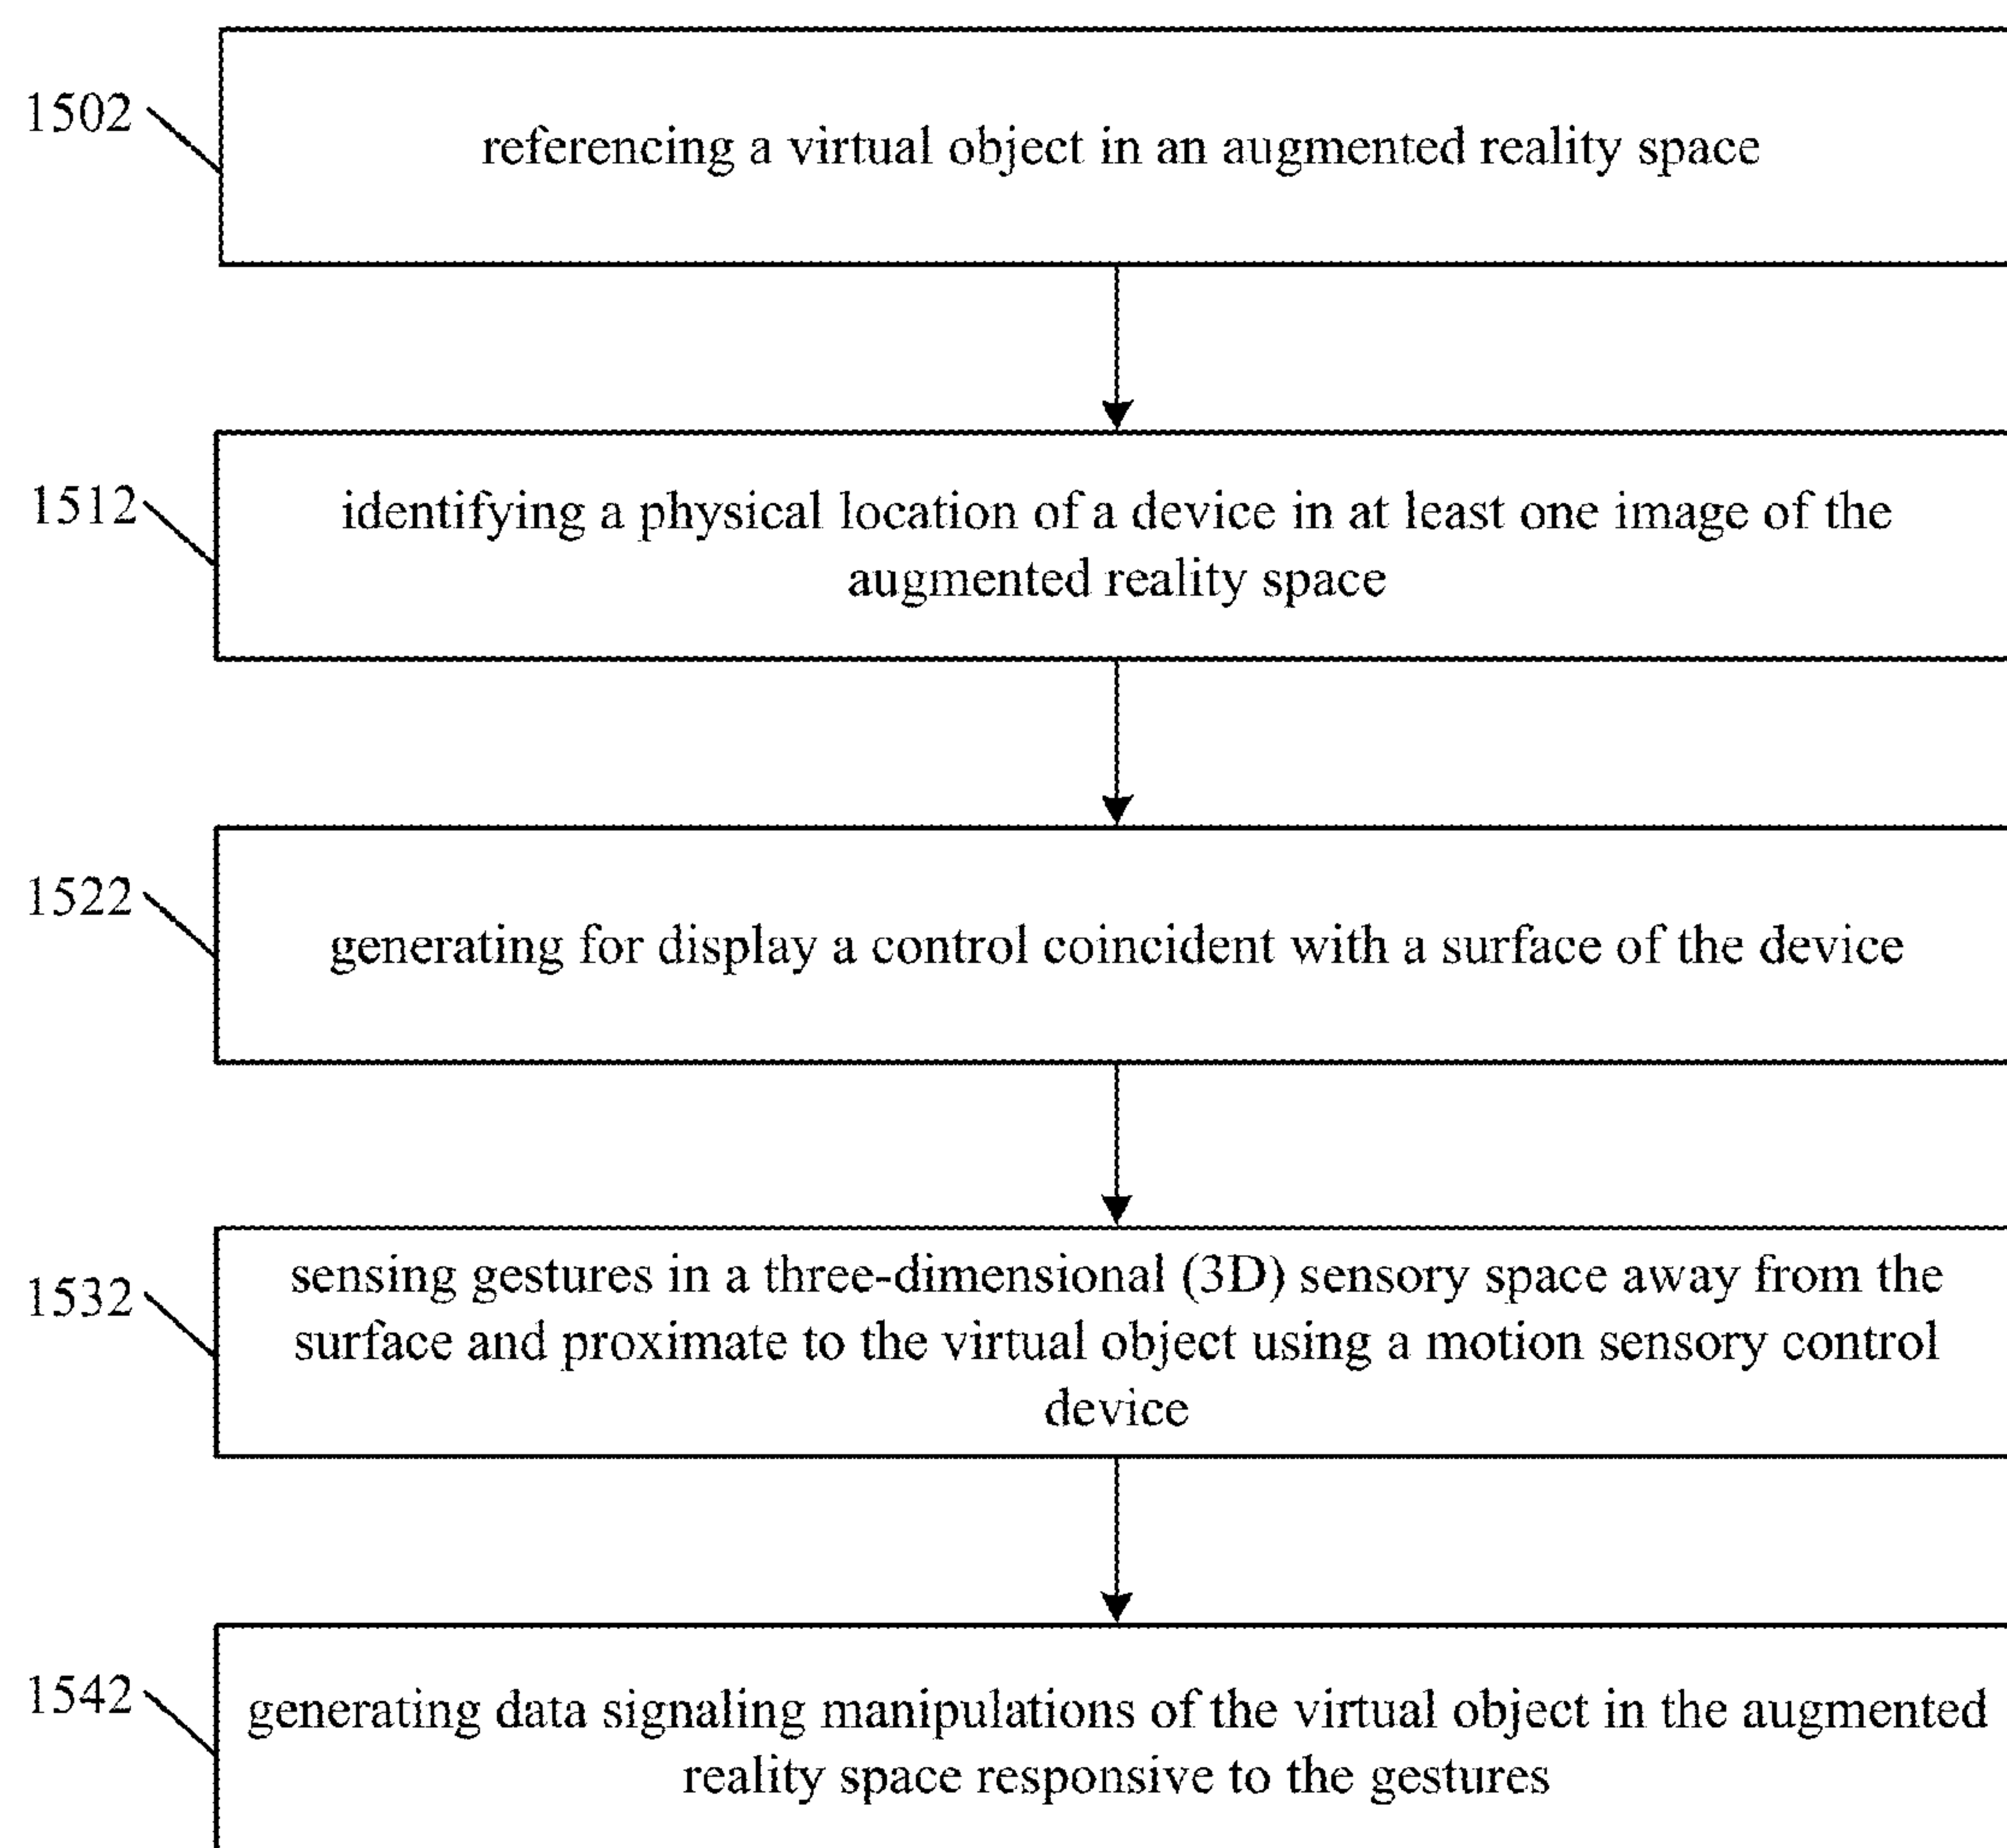 1502
referencing a virtual object in an augmented reality space
1512
identifying a physical location of a device in at least one image of the
augmented reality space
1522
generating for display a control coincident with a surface of the device
1532
sensing gestures in a three-dimensional (3D) sensory space away from the
surface and proximate to the virtual object using a motion sensory control
device
1542
generating data signaling manipulations of the virtual object in the augmented
reality space responsive to the gestures